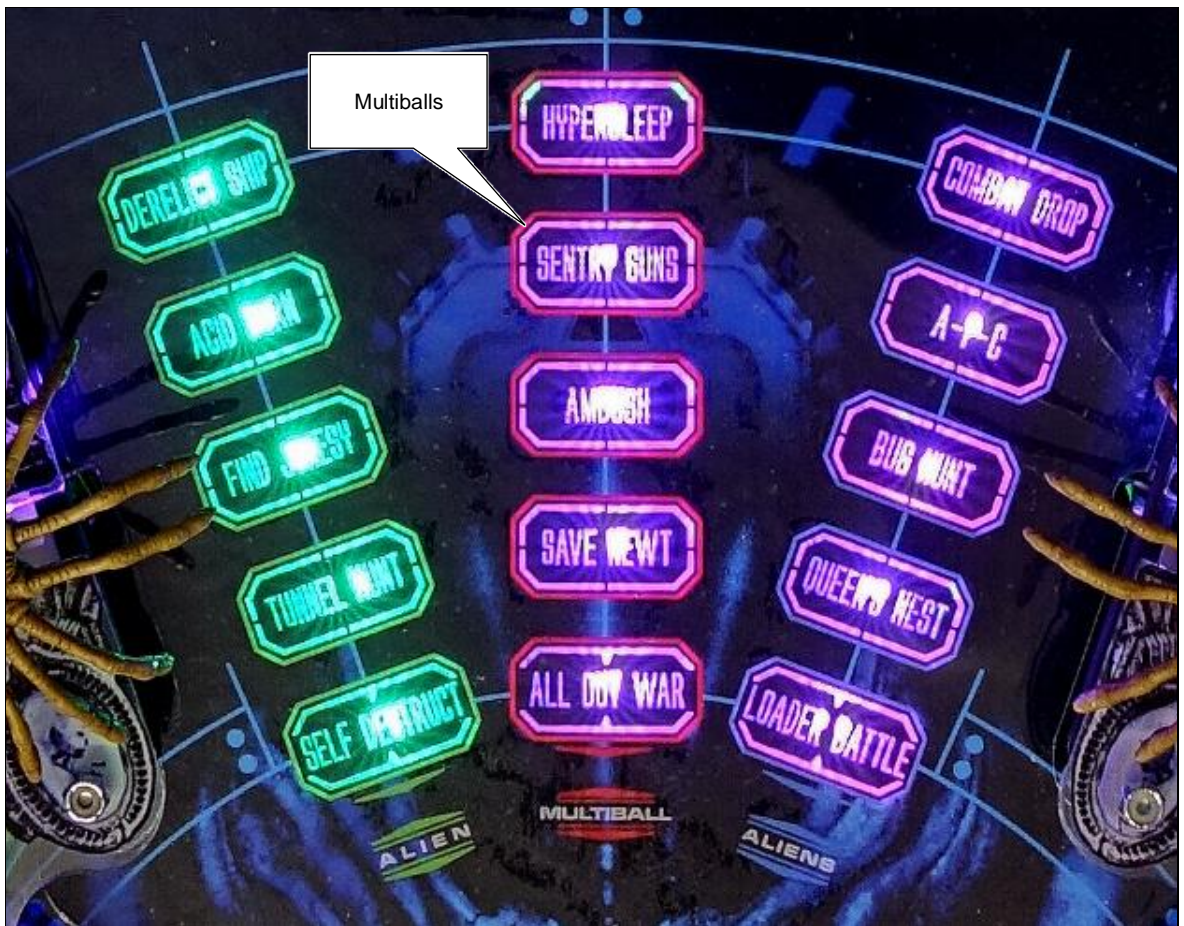 Multiballs
DERELICT SHIP
ACID BURN
FIND JONESY
TUNNEL HUNT
SELF DESTRUCT
ALIEN
HYPERSLEEP
SENTRY GUNS
AMBUSH
SAVE NEWT
ALL OUT WAR
MULTIBALL
COMBAT DROP
A-P-C
BUG HUNT
QUEEN'S NEST
LOADER BATTLE
ALIENS